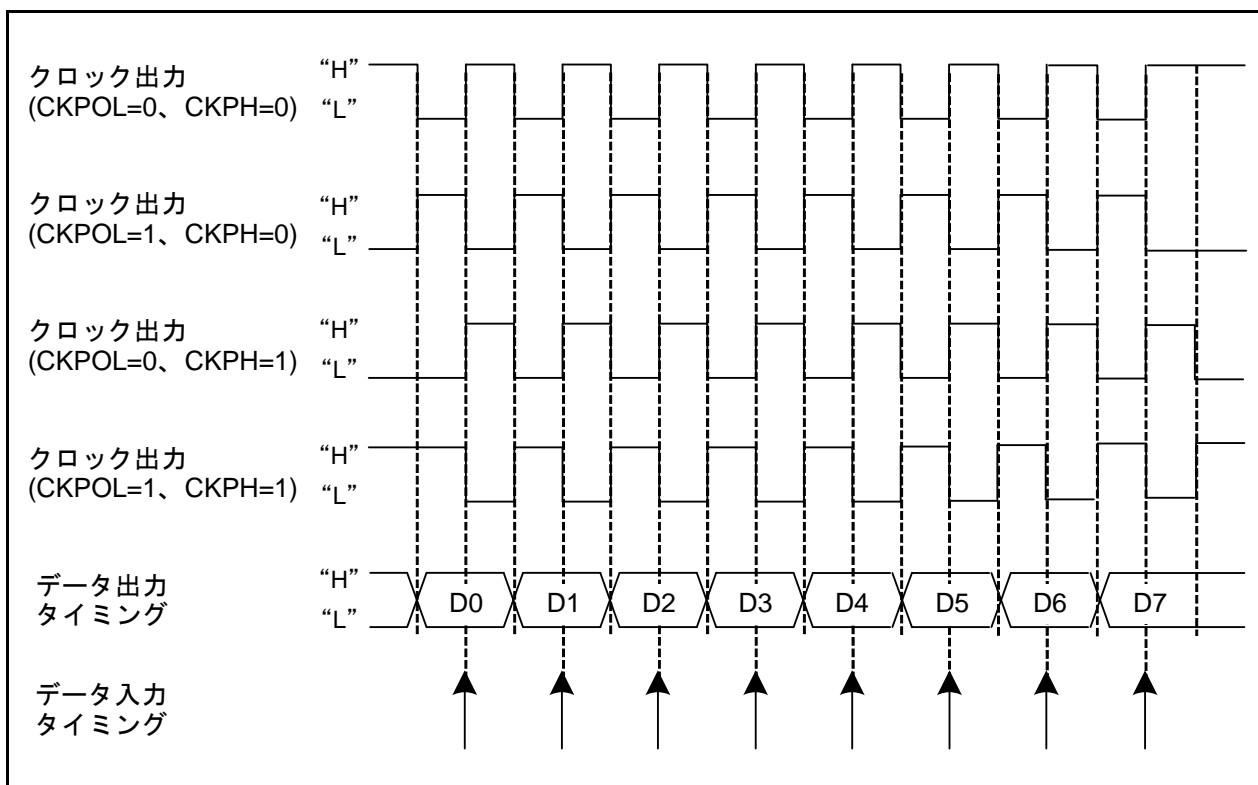 クロック出力
(CKPOL=0、CKPH=0)
“H”
“L”
クロック出力
(CKPOL=1、CKPH=0)
“H”
“L”
クロック出力
(CKPOL=0、CKPH=1)
“H”
“L”
クロック出力
(CKPOL=1、CKPH=1)
“H”
“L”
データ出力
タイミング
“H”
“L”
D0 D1 D2 D3 D4 D5 D6 D7
データ入力
タイミング